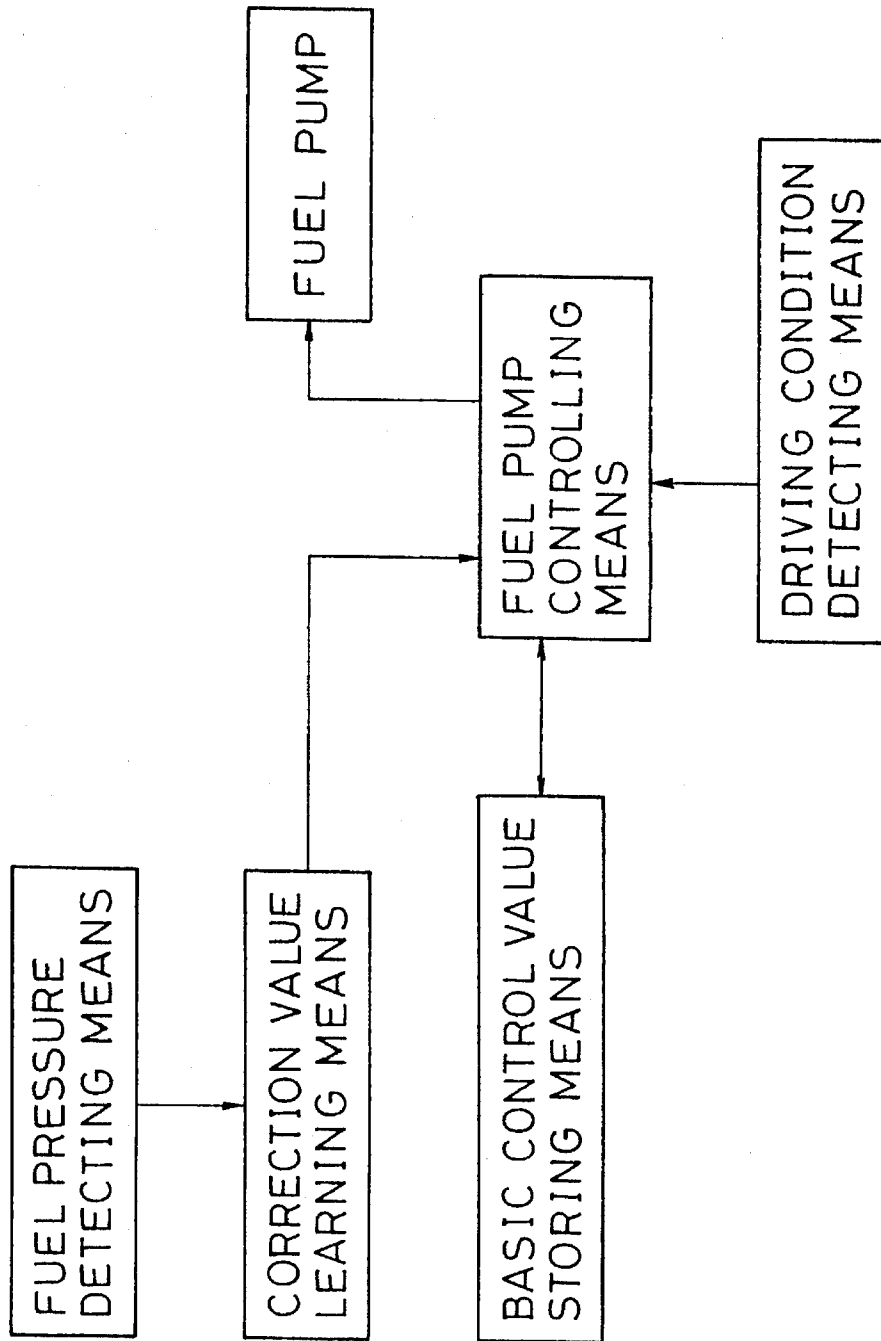 FUEL PRESSURE
DETECTING MEANS
CORRECTION VALUE
LEARNING MEANS
FUEL PUMP
BASIC CONTROL VALUE
STORING MEANS
FUEL PUMP
CONTROLLING
MEANS
DRIVING CONDITION
DETECTING MEANS